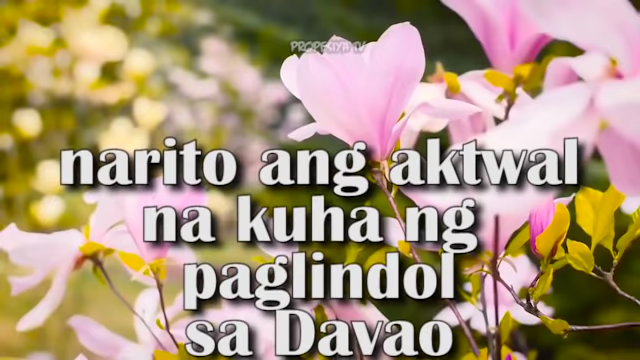 narito ang aktwal
na kuha ng
paglindol
sa Davao